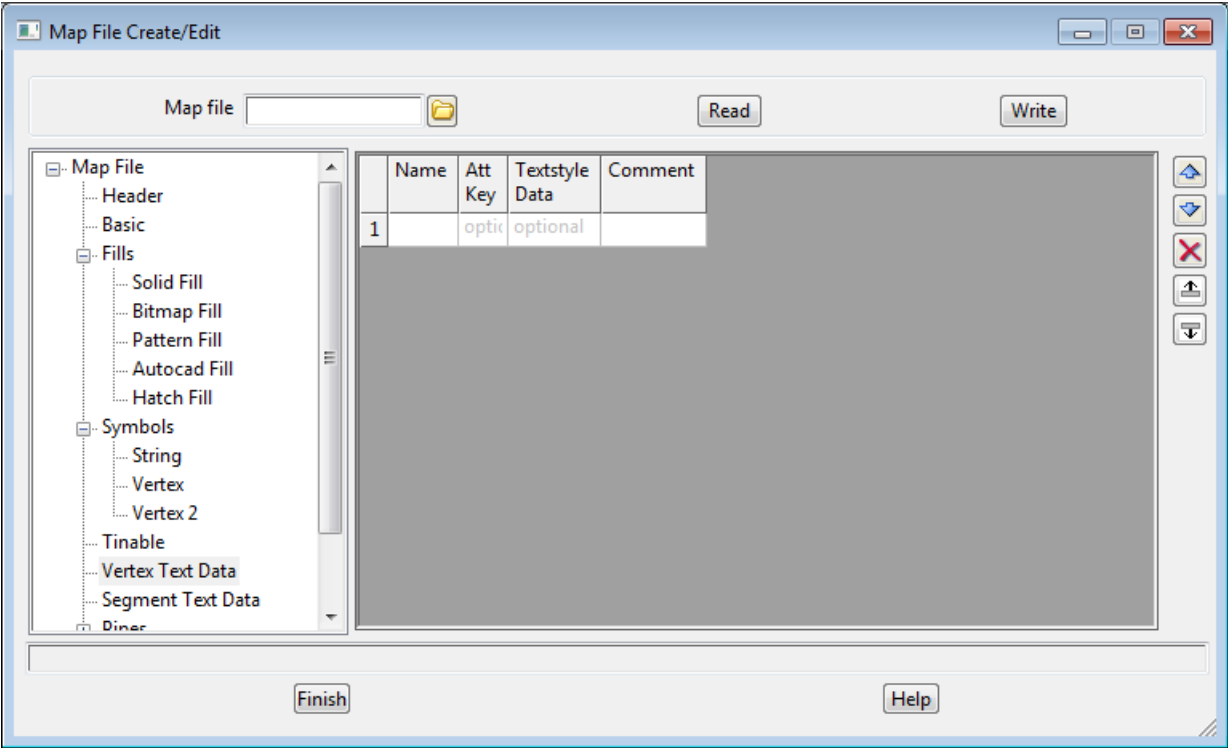 Map File Create/Edit
Map file
Read
Write
Map File
Header
Basic
Fills
Solid Fill
Bitmap Fill
Pattern Fill
Autocad Fill
Hatch Fill
Symbols
String
Vertex
Vertex 2
Tinable
Vertex Text Data
Segment Text Data
Name Att Textstyle Comment
Key Data
1 optional
Finish
Help